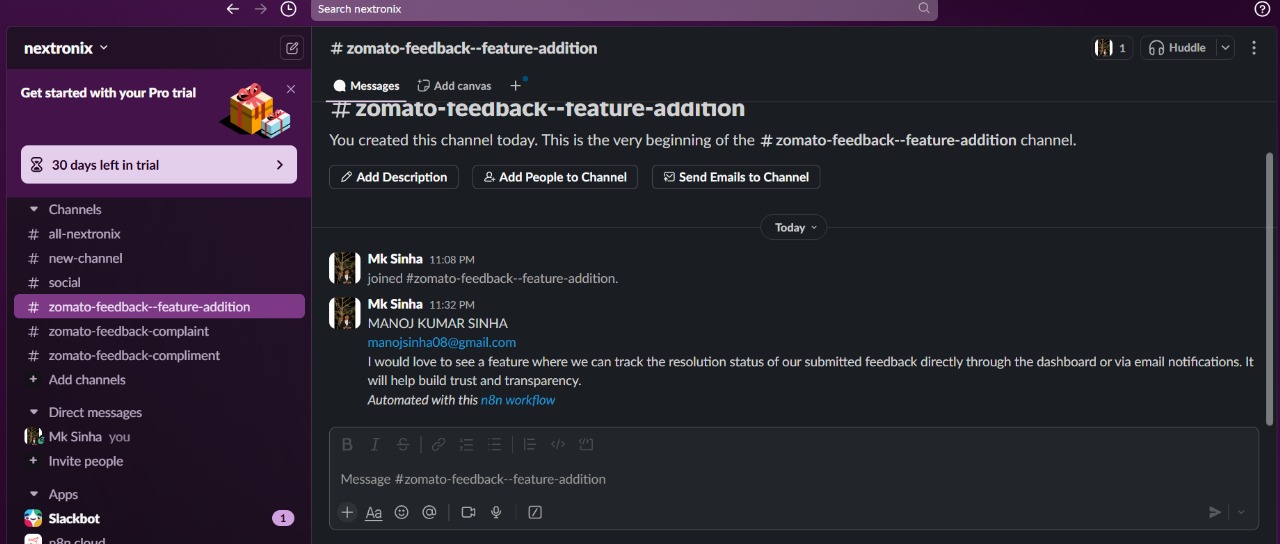 Search nextronix
nextronix
# zomato-feedback--feature-addition
1
Huddle
Get started with your Pro trial
30 days left in trial
Messages
Add canvas
# zomato-feedback--feature-addition
You created this channel today. This is the very beginning of the # zomato-feedback--feature-addition channel.
Add Description
Add People to Channel
Send Emails to Channel
Channels
# all-nextronix
# new-channel
# social
# zomato-feedback--feature-addition
# zomato-feedback-complaint
# zomato-feedback-compliment
+ Add channels
Direct messages
Mk Sinha you
+ Invite people
Apps
Slackbot 1
n8n cloud
Today
Mk Sinha 11:08 PM
joined #zomato-feedback--feature-addition.
Mk Sinha 11:32 PM
MANOJ KUMAR SINHA
manojsinha08@gmail.com
I would love to see a feature where we can track the resolution status of our submitted feedback directly through the dashboard or via email notifications. It
will help build trust and transparency.
Automated with this n8n workflow
Message #zomato-feedback--feature-addition
Aa